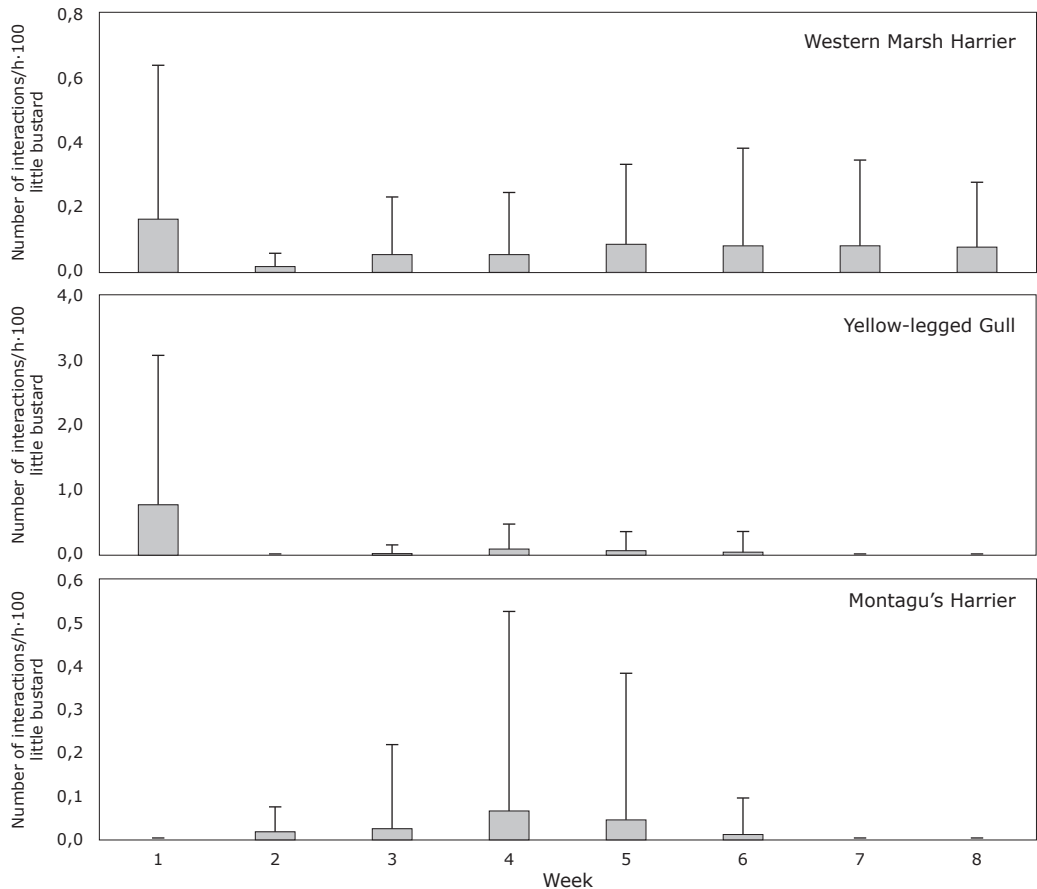 Number of interactions/h·100
little bustard
0,8
0,6
0,4
0,2
0,0
Western Marsh Harrier
Number of interactions/h·100
little bustard
4,0
3,0
2,0
1,0
0,0
Yellow-legged Gull
Number of interactions/h·100
little bustard
0,6
0,5
0,4
0,3
0,2
0,1
0,0
Montagu’s Harrier
1 2 3 4 5 6 7 8
Week